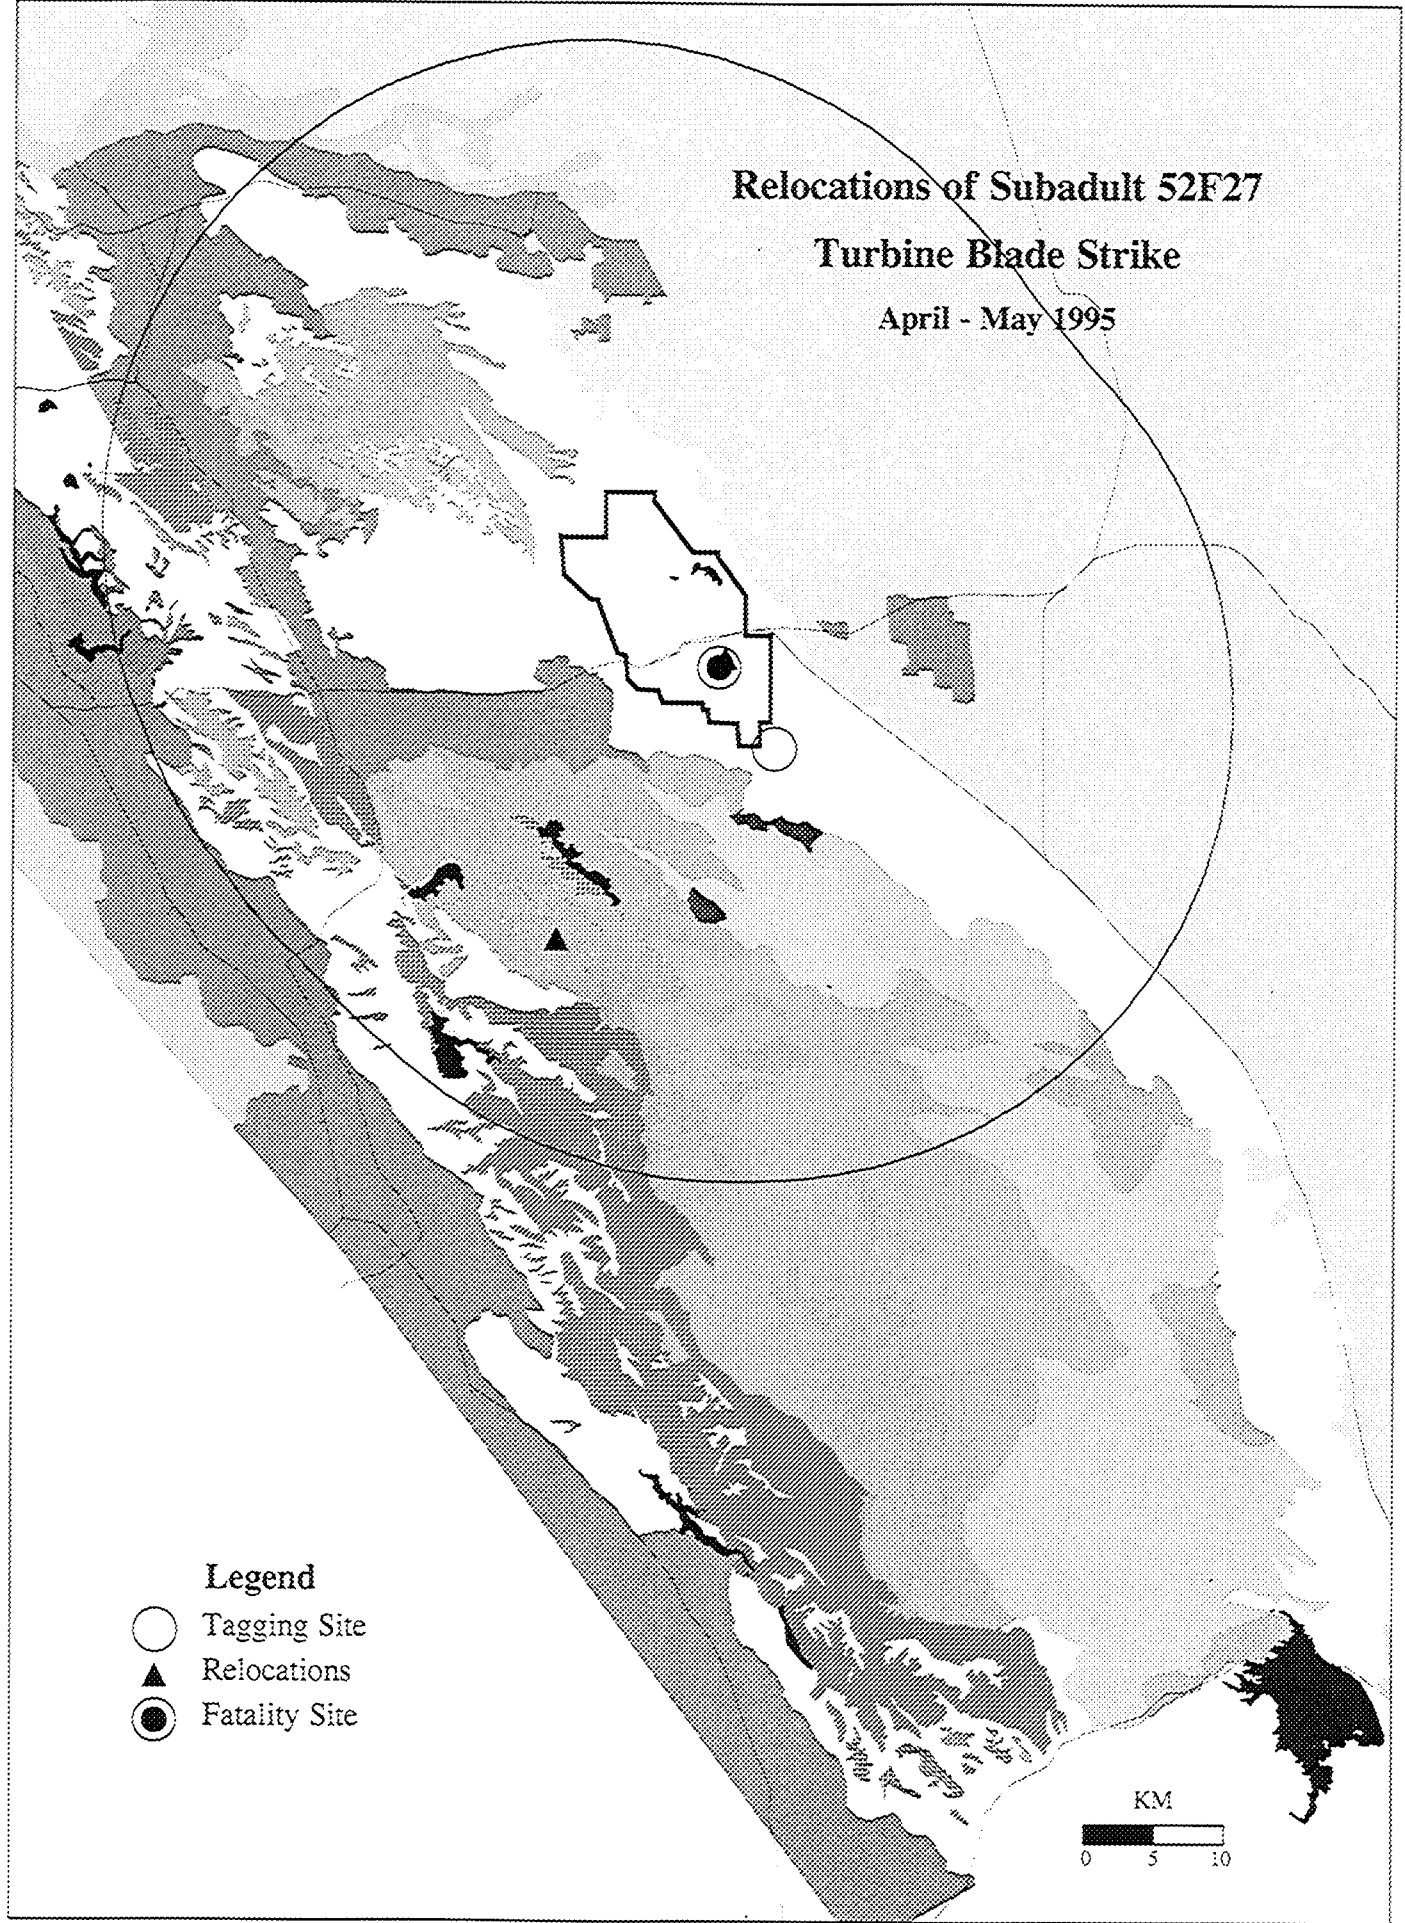 Relocations of Subadult 52F27
Turbine Blade Strike
April - May 1995
Legend
Tagging Site
Relocations
Fatality Site
KM
0 5 10